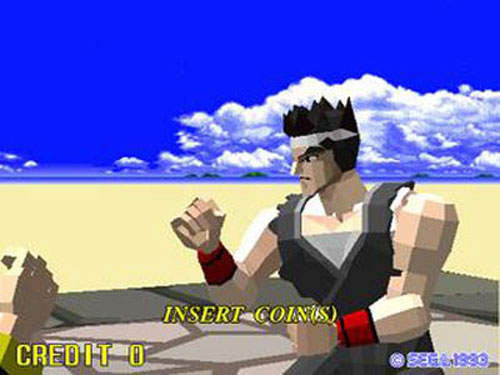 INSERT COIN(S)
CREDIT 0
© SEGA 1993